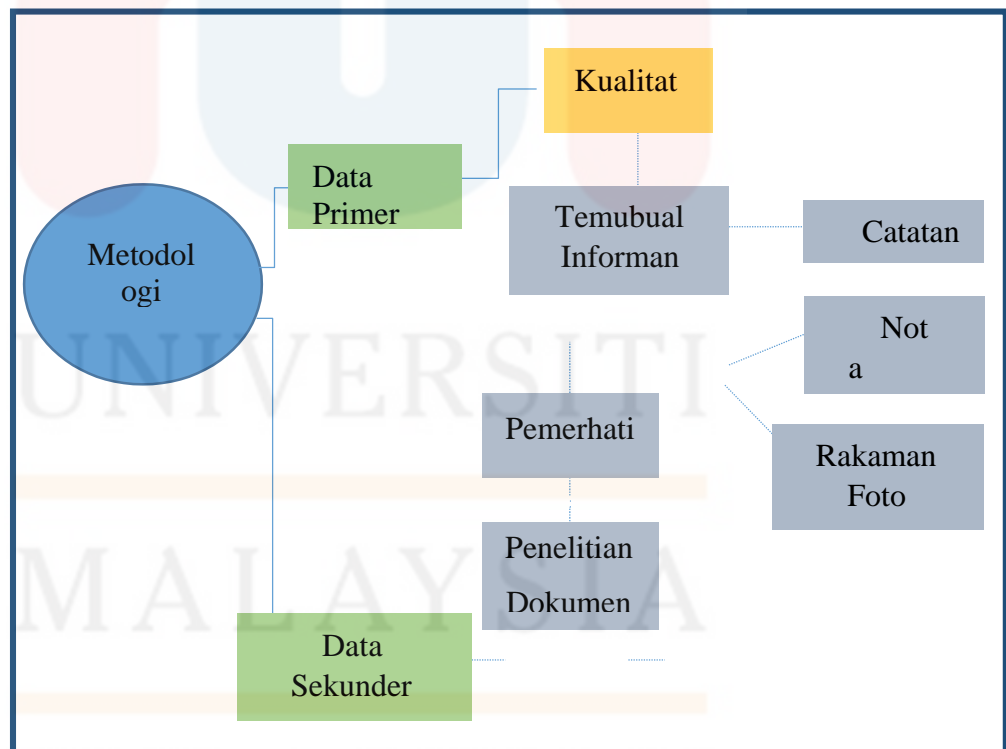 Kualitat
Data
Primer
Temubual
Informan
Catatan
Metodol
ogi
Not
a
Pemerhati
Rakaman
Foto
Penelitian
Dokumen
Data
Sekunder
UNIVERSITI
MALAYSIA